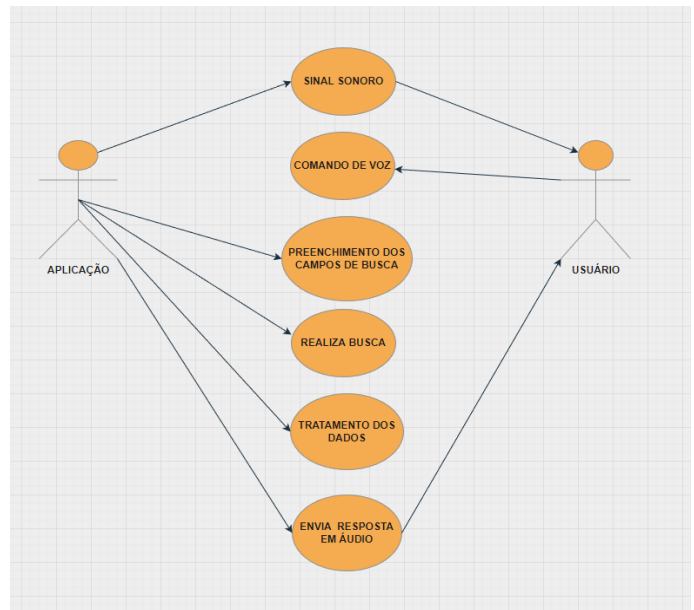 SINAL SONORO
COMANDO DE VOZ
PREENCHIMENTO DOS
CAMPOS DE BUSCA
APLICAÇÃO
USUÁRIO
REALIZA BUSCA
TRATAMENTO DOS
DADOS
ENVIA RESPOSTA
EM ÁUDIO